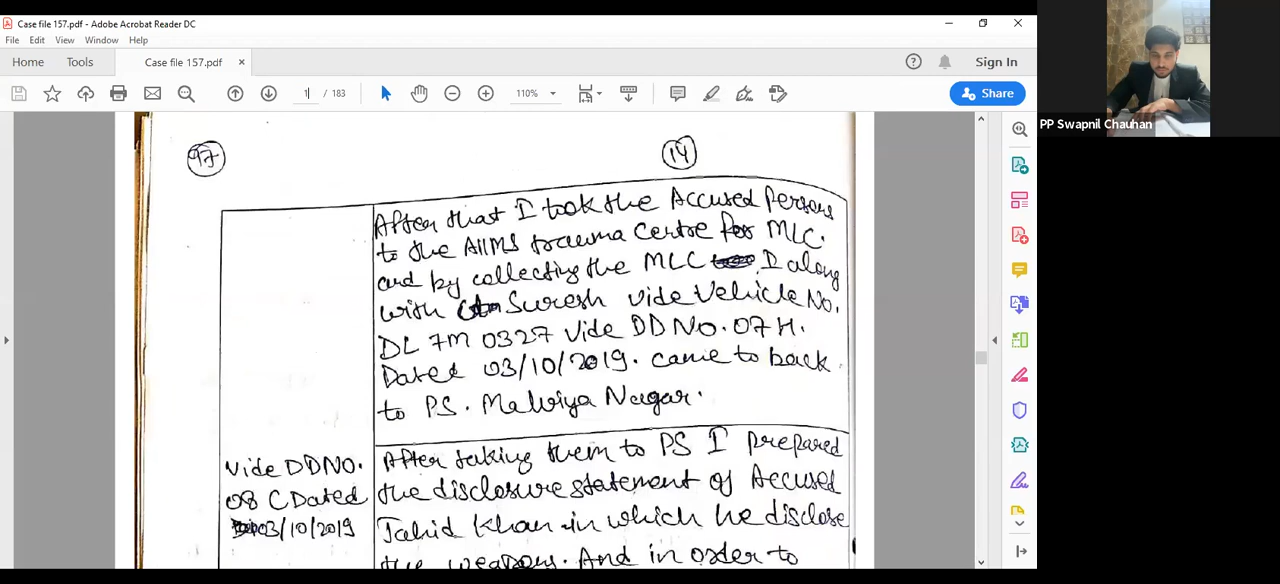 Case file 157.pdf - Adobe Acrobat Reader DC
File Edit View Window Help
Home Tools Case file 157.pdf × Sign In
1 / 183 110% Share
PP Swapnil Chauhan
97 14
After that I took the Accused Persons
to the AIIMS trauma Centre for MLC.
and by collecting the MLC I along
with Suresh vide Vehicle No.
DL 7M 0327 Vide DD No. 07 H.
Dated 03/10/2019. came to back
to P.S. Malviya Nagar.
Vide DD NO.
08 C Dated
03/10/2019
After taking them to PS I prepared
the disclosure statement of Accused
Jahid Khan in which he disclose
the weapons. And in order to